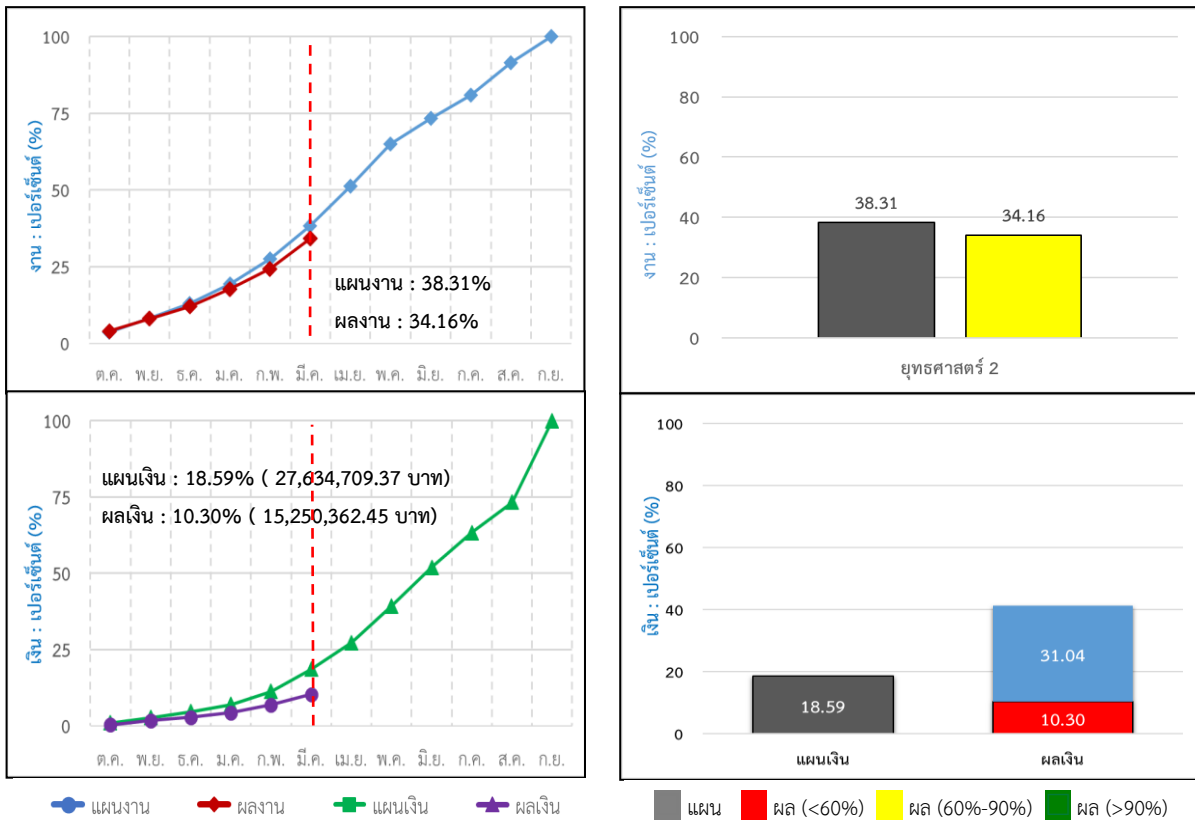 งาน : เปอร์เซ็นต์ (%)
100
75
50
25
0
แผนงาน : 38.31%
ผลงาน : 34.16%
ต.ค. พ.ย. ธ.ค. ม.ค. ก.พ. มี.ค. เม.ย. พ.ค. มิ.ย. ก.ค. ส.ค. ก.ย.
งาน : เปอร์เซ็นต์ (%)
100
80
60
40
20
0
38.31
34.16
ยุทธศาสตร์ 2
เงิน : เปอร์เซ็นต์ (%)
100
75
50
25
0
แผนเงิน : 18.59% ( 27,634,709.37 บาท)
ผลเงิน : 10.30% ( 15,250,362.45 บาท)
ต.ค. พ.ย. ธ.ค. ม.ค. ก.พ. มี.ค. เม.ย. พ.ค. มิ.ย. ก.ค. ส.ค. ก.ย.
แผนงาน ผลงาน แผนเงิน ผลเงิน
เงิน : เปอร์เซ็นต์ (%)
100
80
60
40
20
0
18.59
31.04
10.30
แผนเงิน ผลเงิน
แผน ผล (<60%) ผล (60%-90%) ผล (>90%)